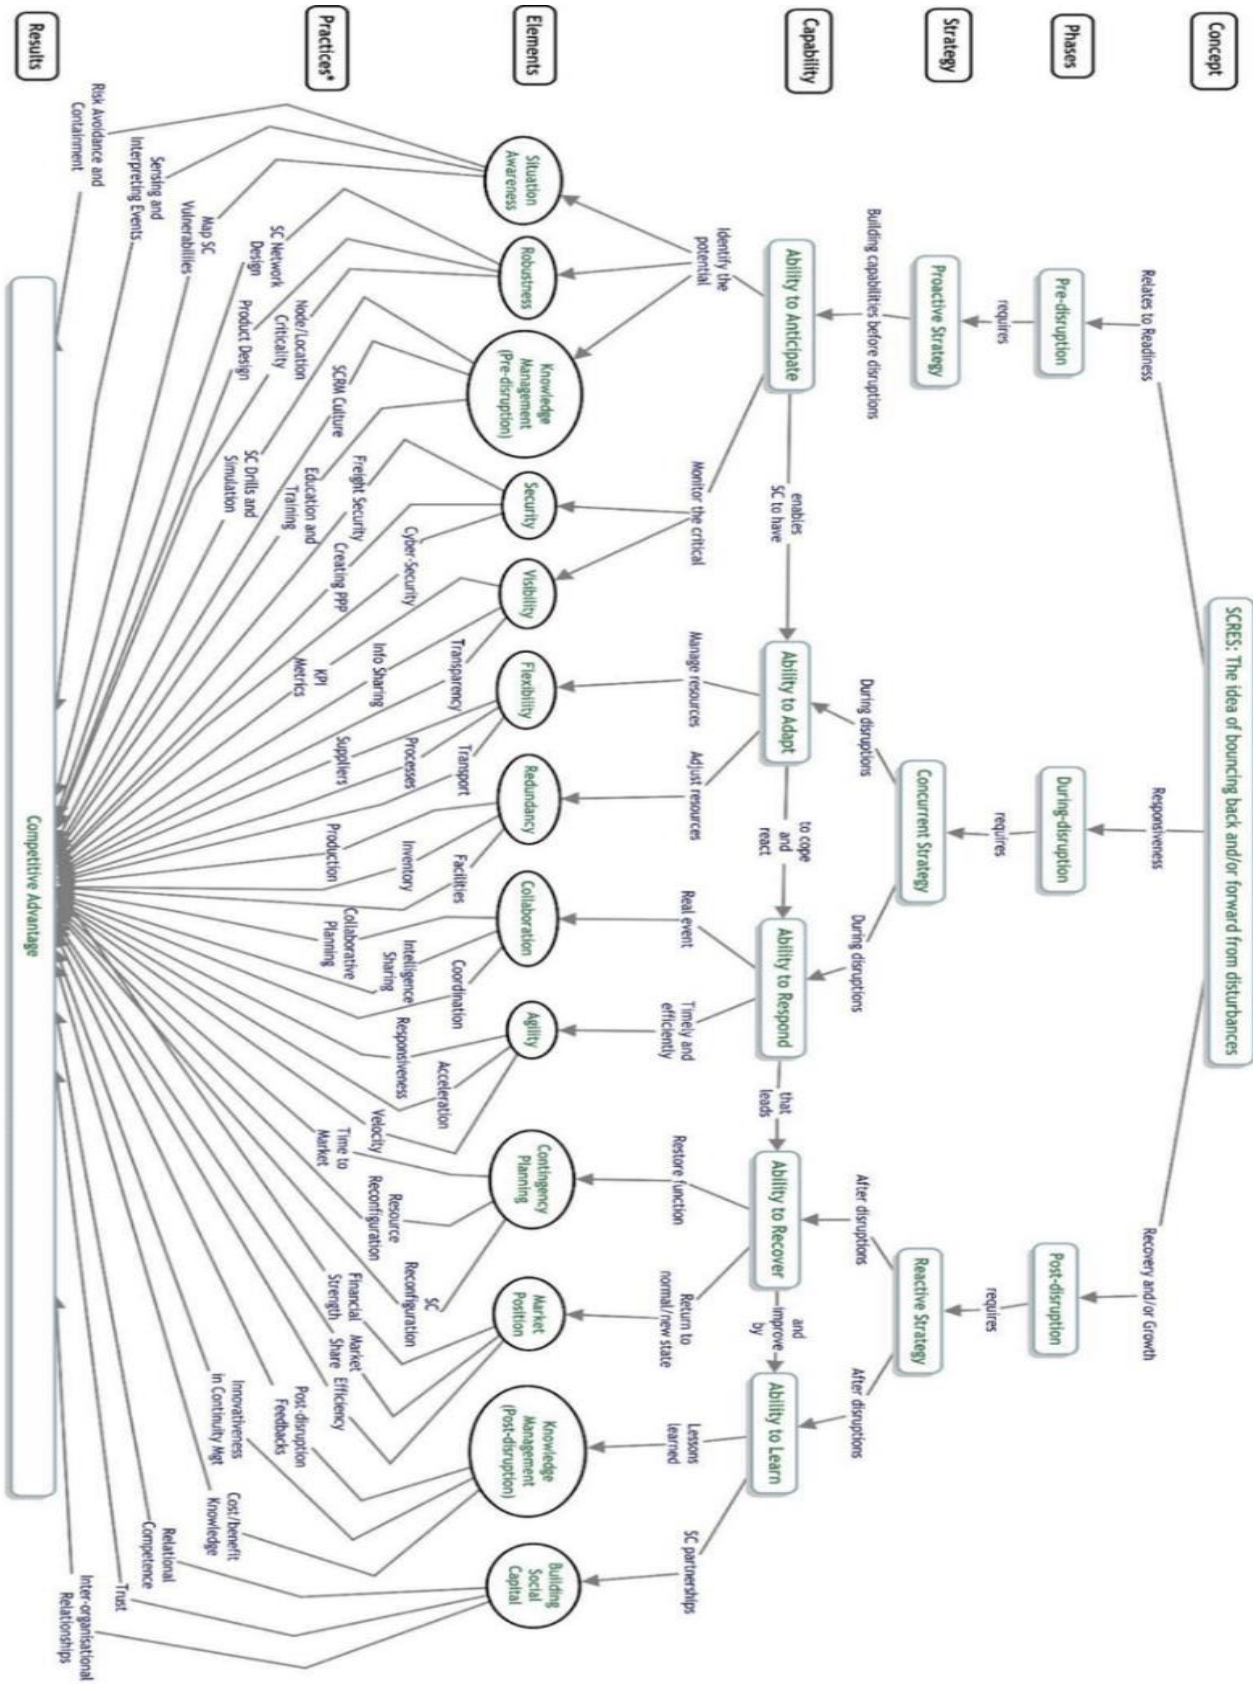 Concept
SCRES: The idea of bouncing back and/or forward from disturbances
Relates to Readiness
Responsiveness
Recovery and/or Growth
Phases
Pre-disruption
During-disruption
Post-disruption
requires
requires
requires
Strategy
Proactive Strategy
Concurrent Strategy
Reactive Strategy
Building capabilities before disruptions
During disruptions
During disruptions
After disruptions
After disruptions
Capability
Ability to Anticipate
enables
SC to have
Ability to Adapt
to cope
and
react
Ability to Respond
that
leads
Ability to Recover
and
improve
by
Ability to Learn
Identify the
potential
Monitor the critical
Manage resources
Adjust resources
Real event
Timely and
efficiently
Restore function
Return to
normal/new state
Lessons
learned
SC partnerships
Elements
Situation
Awareness
Robustness
Knowledge
Management
(Pre-disruption)
Security
Visibility
Flexibility
Redundancy
Collaboration
Agility
Contingency
Planning
Market
Position
Knowledge
Management
(Post-disruption)
Building
Social
Capital
Practices*
Risk Avoidance and
Containment
Sensing and
Interpreting Events
Map SC
Vulnerabilities
SC Network
Design
Product Design
Node/Location
Criticality
SCRM Culture
SC Drills and
Simulation
Education and
Training
Freight Security
Creating PPP
Cyber-Security
KPI
Metrics
Info Sharing
Transparency
Suppliers
Processes
Transport
Production
Inventory
Facilities
Collaborative
Planning
Intelligence
Sharing
Coordination
Responsiveness
Acceleration
Velocity
Time to
Market
Resource
Reconfiguration
SC
Reconfiguration
Financial
Strength
Market
Share
Efficiency
Post-disruption
Feedbacks
Innovativeness
in Continuity Mgt
Cost/benefit
Knowledge
Relational
Competence
Trust
Inter-organisational
Relationships
Results
Competitive Advantage